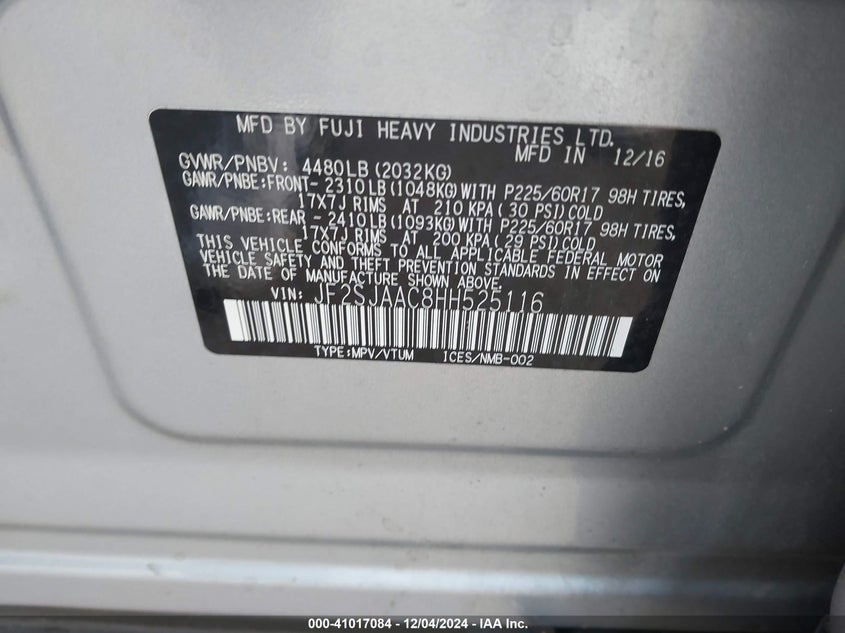 MFD BY FUJI HEAVY INDUSTRIES LTD.
MFD IN 12/16
GVWR/PNBV: 4480LB (2032KG)
GAWR/PNBE:FRONT- 2310LB (1048KG) WITH P225/60R17 98H TIRES,
17X7J RIMS AT 210 KPA (30 PSI) COLD
GAWR/PNBE:REAR - 2410LB (1093KG) WITH P225/60R17 98H TIRES,
17X7J RIMS AT 200 KPA (29 PSI) COLD
THIS VEHICLE CONFORMS TO ALL APPLICABLE FEDERAL MOTOR
VEHICLE SAFETY AND THEFT PREVENTION STANDARDS IN EFFECT ON
THE DATE OF MANUFACTURE SHOWN ABOVE.
VIN: JF2SJAAC8HH525116
TYPE:MPV/VTUM ICES/NMB-002
000-41017084 - 12/04/2024 - IAA Inc.